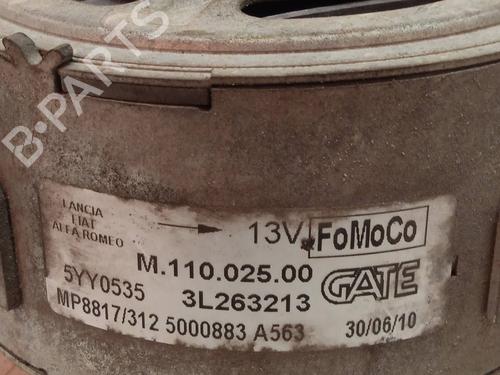 B-PARTS
LANCIA
FIAT
ALFA ROMEO
13V FoMoCo
M.110.025.00
5YY0535 3L263213 GATE
MP8817/312 5000883 A563 30/06/10